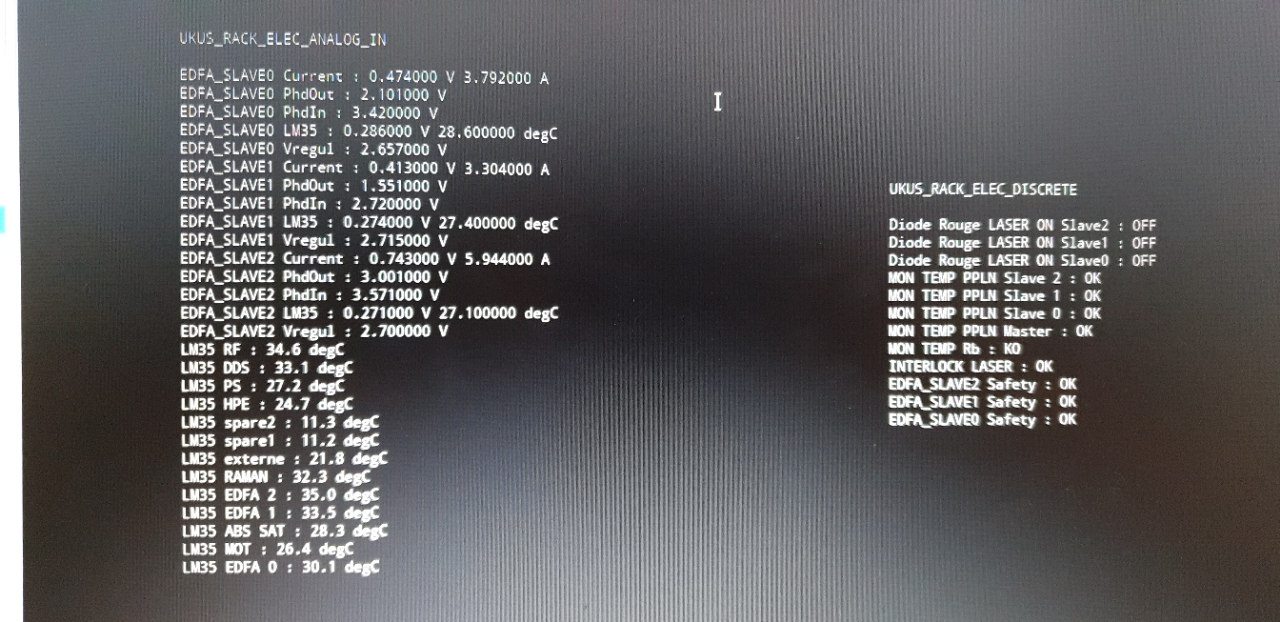 UKUS_RACK_ELEC_ANALOG_IN
EDFA_SLAVE0 Current : 0.474000 V 3.792000 A
EDFA_SLAVE0 PhdOut : 2.101000 V
EDFA_SLAVE0 PhdIn : 3.420000 V
EDFA_SLAVE0 LM35 : 0.286000 V 28.600000 degC
EDFA_SLAVE0 Vregul : 2.657000 V
EDFA_SLAVE1 Current : 0.413000 V 3.304000 A
EDFA_SLAVE1 PhdOut : 1.551000 V
EDFA_SLAVE1 PhdIn : 2.720000 V
EDFA_SLAVE1 LM35 : 0.274000 V 27.400000 degC
EDFA_SLAVE1 Vregul : 2.715000 V
EDFA_SLAVE2 Current : 0.743000 V 5.944000 A
EDFA_SLAVE2 PhdOut : 3.001000 V
EDFA_SLAVE2 PhdIn : 3.571000 V
EDFA_SLAVE2 LM35 : 0.271000 V 27.100000 degC
EDFA_SLAVE2 Vregul : 2.700000 V
LM35 RF : 34.6 degC
LM35 DDS : 33.1 degC
LM35 PS : 27.2 degC
LM35 HPE : 24.7 degC
LM35 spare2 : 11.3 degC
LM35 spare1 : 11.2 degC
LM35 externe : 21.8 degC
LM35 RAMAN : 32.3 degC
LM35 EDFA 2 : 35.0 degC
LM35 EDFA 1 : 33.5 degC
LM35 ABS SAT : 28.3 degC
LM35 MOT : 26.4 degC
LM35 EDFA 0 : 30.1 degC
UKUS_RACK_ELEC_DISCRETE
Diode Rouge LASER ON Slave2 : OFF
Diode Rouge LASER ON Slave1 : OFF
Diode Rouge LASER ON Slave0 : OFF
MON TEMP PPLN Slave 2 : OK
MON TEMP PPLN Slave 1 : OK
MON TEMP PPLN Slave 0 : OK
MON TEMP PPLN Master : OK
MON TEMP Rb : KO
INTERLOCK LASER : OK
EDFA_SLAVE2 Safety : OK
EDFA_SLAVE1 Safety : OK
EDFA_SLAVE0 Safety : OK